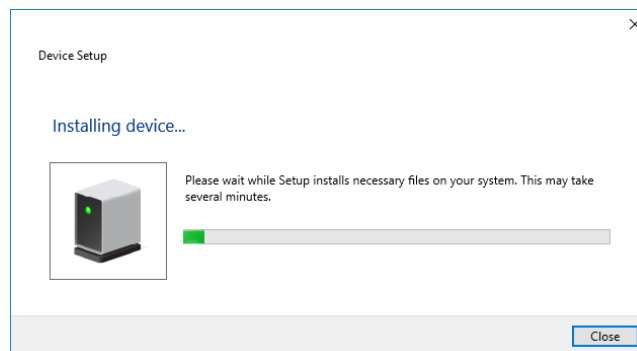 Device Setup
Installing device...
Please wait while Setup installs necessary files on your system. This may take
several minutes.
Close